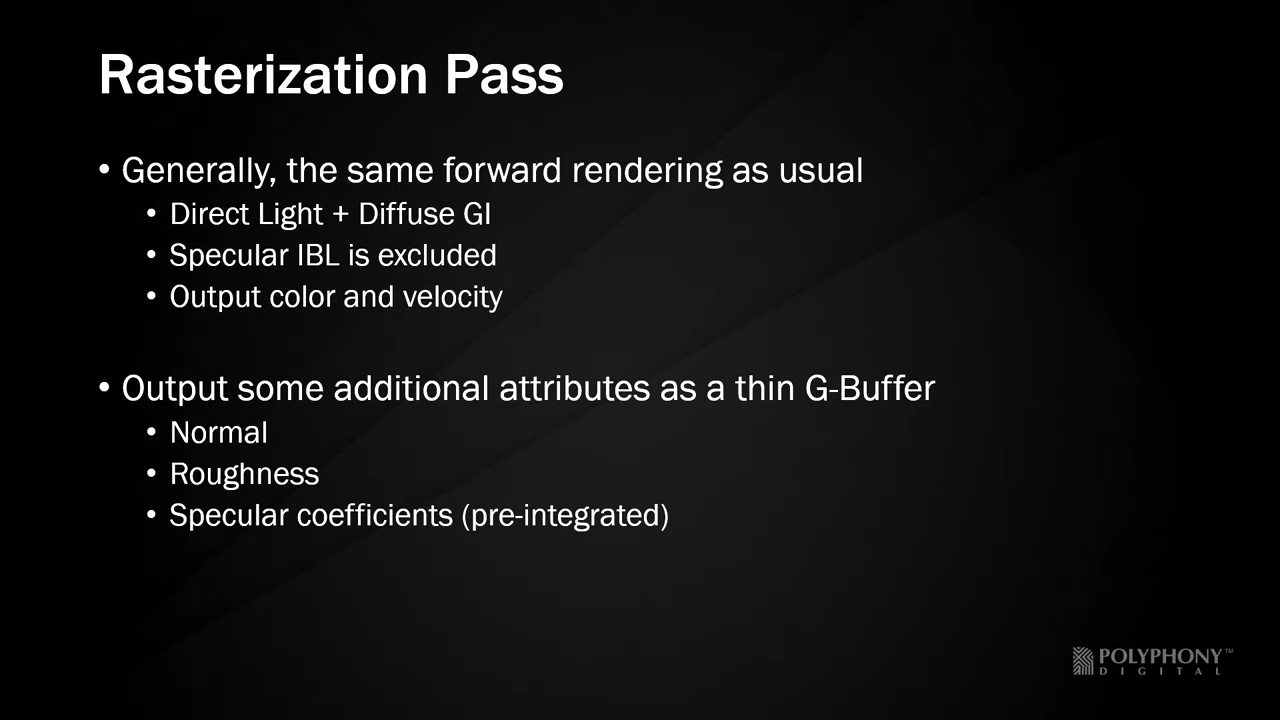 Rasterization Pass
• Generally, the same forward rendering as usual
• Direct Light + Diffuse GI
• Specular IBL is excluded
• Output color and velocity
• Output some additional attributes as a thin G-Buffer
• Normal
• Roughness
• Specular coefficients (pre-integrated)
POLYPHONY™
DIGITAL